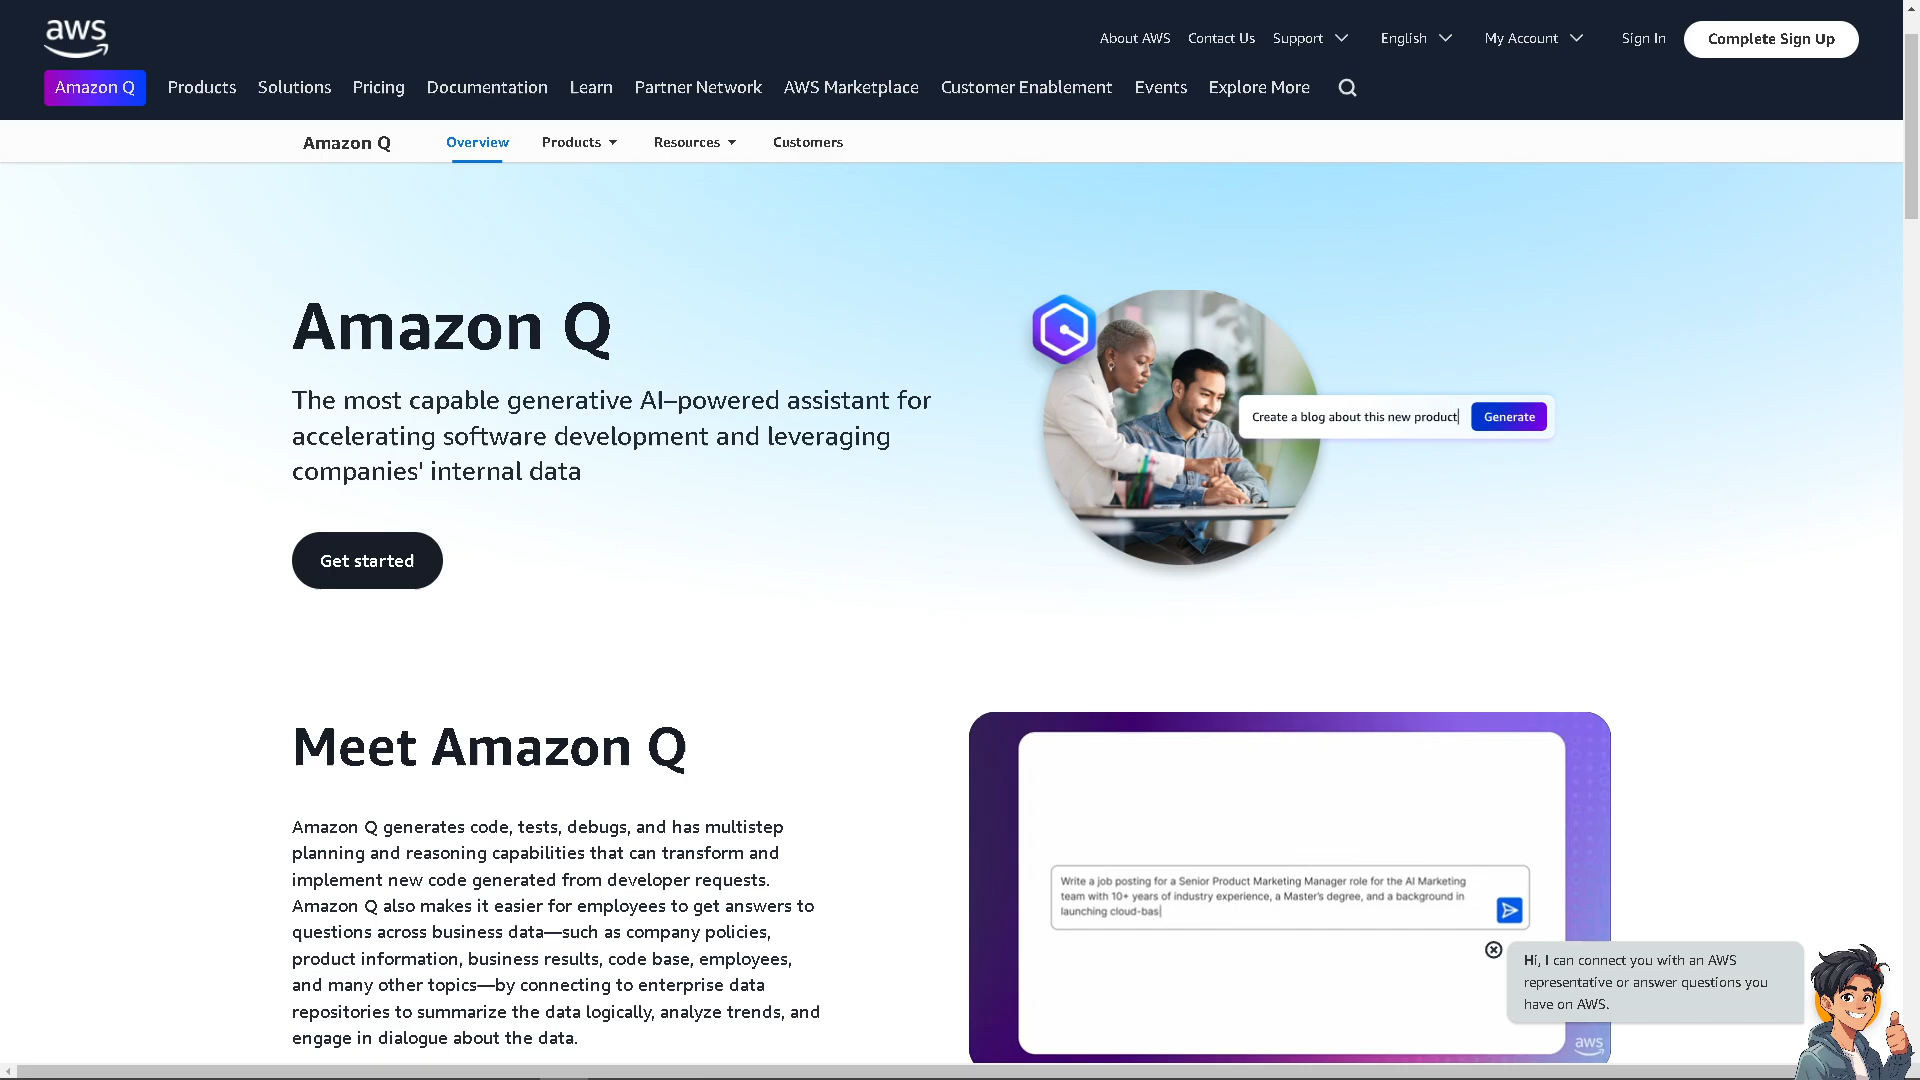 aws
About AWS Contact Us Support English My Account Sign In Complete Sign Up
Amazon Q Products Solutions Pricing Documentation Learn Partner Network AWS Marketplace Customer Enablement Events Explore More
Amazon Q Overview Products Resources Customers
Amazon Q
The most capable generative AI–powered assistant for
accelerating software development and leveraging
companies' internal data
Get started
Create a blog about this new product Generate
Meet Amazon Q
Amazon Q generates code, tests, debugs, and has multistep
planning and reasoning capabilities that can transform and
implement new code generated from developer requests.
Amazon Q also makes it easier for employees to get answers to
questions across business data—such as company policies,
product information, business results, code base, employees,
and many other topics—by connecting to enterprise data
repositories to summarize the data logically, analyze trends, and
engage in dialogue about the data.
Write a job posting for a Senior Product Marketing Manager role for the AI Marketing
team with 10+ years of industry experience, a Master's degree, and a background in
launching cloud-bas
Hi, I can connect you with an AWS
representative or answer questions you
have on AWS.
aws